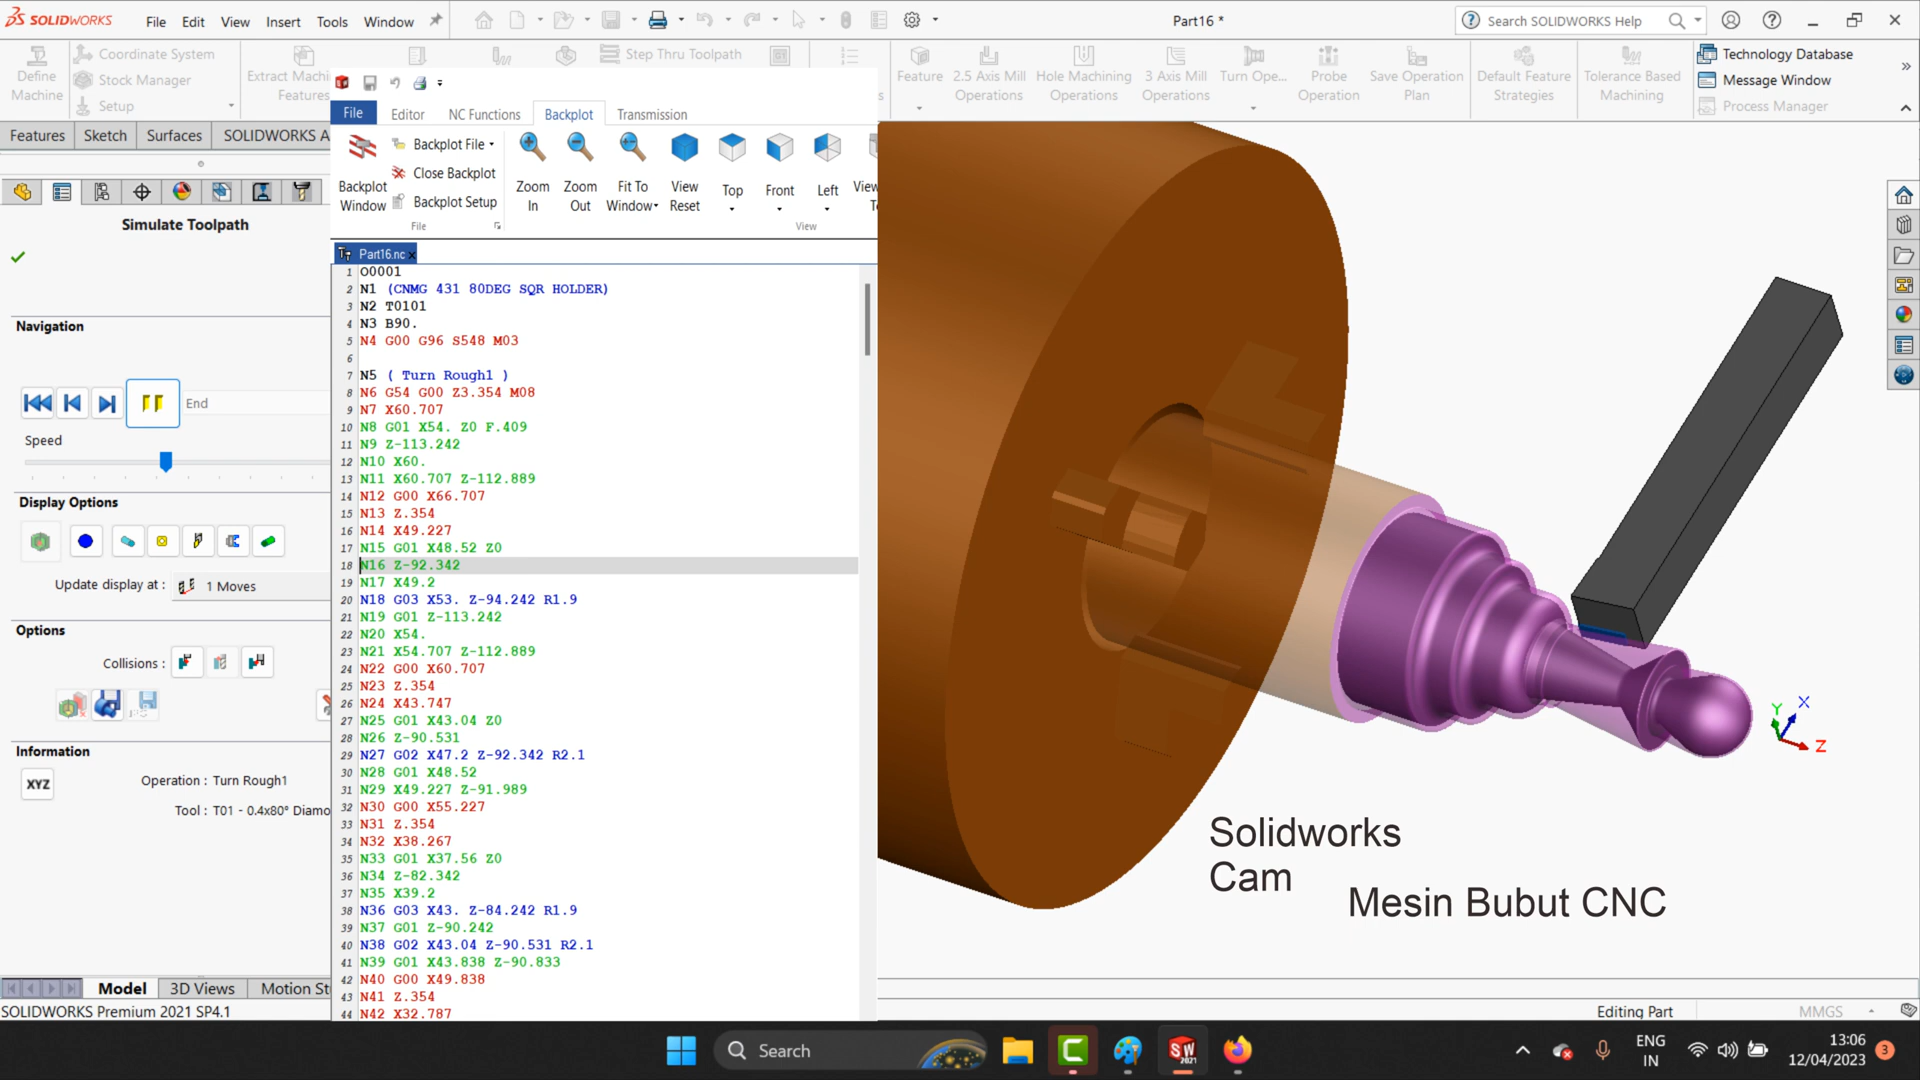 SOLIDWORKS File Edit View Insert Tools Window Part16 * Search SOLIDWORKS Help
Define Machine
Coordinate System
Stock Manager
Setup
Extract Machi
Features
Step Thru Toolpath
s
Feature
2.5 Axis Mill Operations
Hole Machining Operations
3 Axis Mill Operations
Turn Ope...
Probe Operation
Save Operation Plan
Default Feature Strategies
Tolerance Based Machining
Technology Database
Message Window
Process Manager
Features Sketch Surfaces SOLIDWORKS A
Simulate Toolpath
Navigation
End
Speed
Display Options
Update display at : 1 Moves
Options
Collisions :
Information
XYZ
Operation : Turn Rough1
Tool : T01 - 0.4x80° Diamo
File Editor NC Functions Backplot Transmission
Backplot Window
Backplot File
Close Backplot
Backplot Setup
File
Zoom In
Zoom Out
Fit To Window
View Reset
Top
Front
Left
View
T
View
Part16.nc
1 O0001
2 N1 (CNMG 431 80DEG SQR HOLDER)
3 N2 T0101
4 N3 B90.
5 N4 G00 G96 S548 M03
6
7 N5 ( Turn Rough1 )
8 N6 G54 G00 Z3.354 M08
9 N7 X60.707
10 N8 G01 X54. Z0 F.409
11 N9 Z-113.242
12 N10 X60.
13 N11 X60.707 Z-112.889
14 N12 G00 X66.707
15 N13 Z.354
16 N14 X49.227
17 N15 G01 X48.52 Z0
18 N16 Z-92.342
19 N17 X49.2
20 N18 G03 X53. Z-94.242 R1.9
21 N19 G01 Z-113.242
22 N20 X54.
23 N21 X54.707 Z-112.889
24 N22 G00 X60.707
25 N23 Z.354
26 N24 X43.747
27 N25 G01 X43.04 Z0
28 N26 Z-90.531
29 N27 G02 X47.2 Z-92.342 R2.1
30 N28 G01 X48.52
31 N29 X49.227 Z-91.989
32 N30 G00 X55.227
33 N31 Z.354
34 N32 X38.267
35 N33 G01 X37.56 Z0
36 N34 Z-82.342
37 N35 X39.2
38 N36 G03 X43. Z-84.242 R1.9
39 N37 G01 Z-90.242
40 N38 G02 X43.04 Z-90.531 R2.1
41 N39 G01 X43.838 Z-90.833
42 N40 G00 X49.838
43 N41 Z.354
44 N42 X32.787
Y X
Z
Solidworks
Cam
Mesin Bubut CNC
Model 3D Views Motion St
SOLIDWORKS Premium 2021 SP4.1 Editing Part MMGS
Search
SW
2021
ENG
IN
13:06
12/04/2023
3